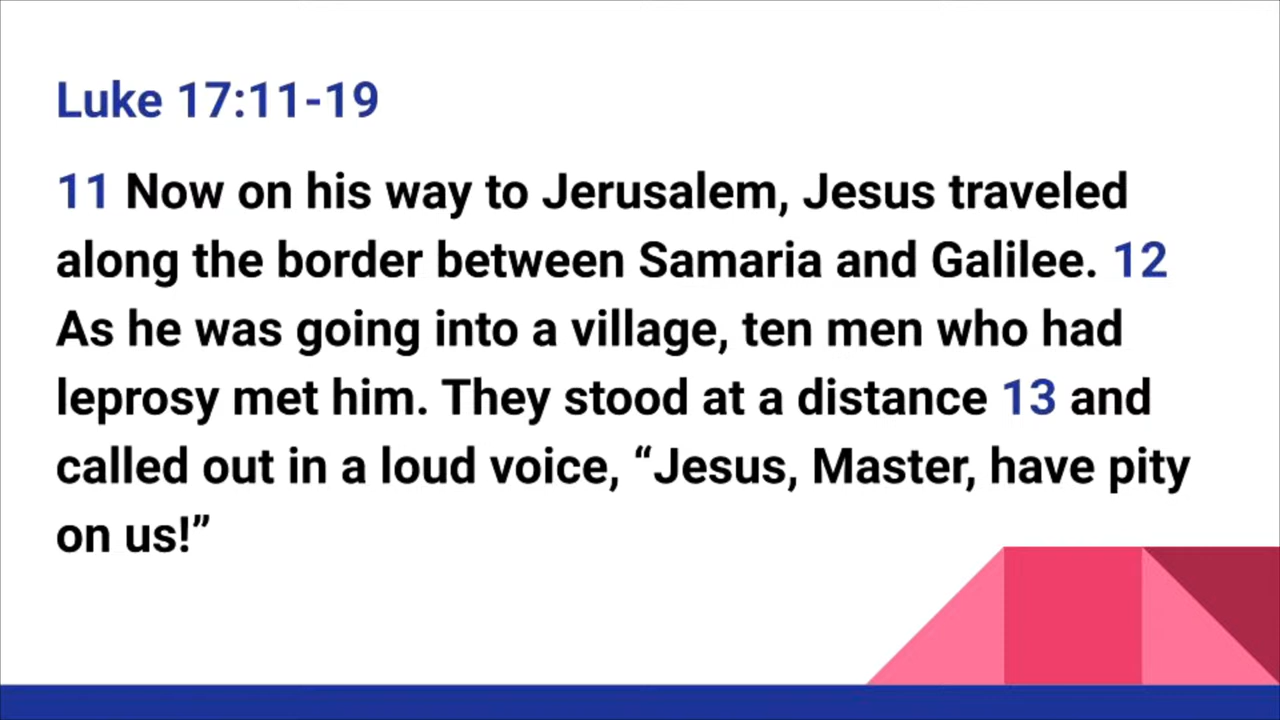 Luke 17:11-19
11 Now on his way to Jerusalem, Jesus traveled
along the border between Samaria and Galilee. 12
As he was going into a village, ten men who had
leprosy met him. They stood at a distance 13 and
called out in a loud voice, “Jesus, Master, have pity
on us!”